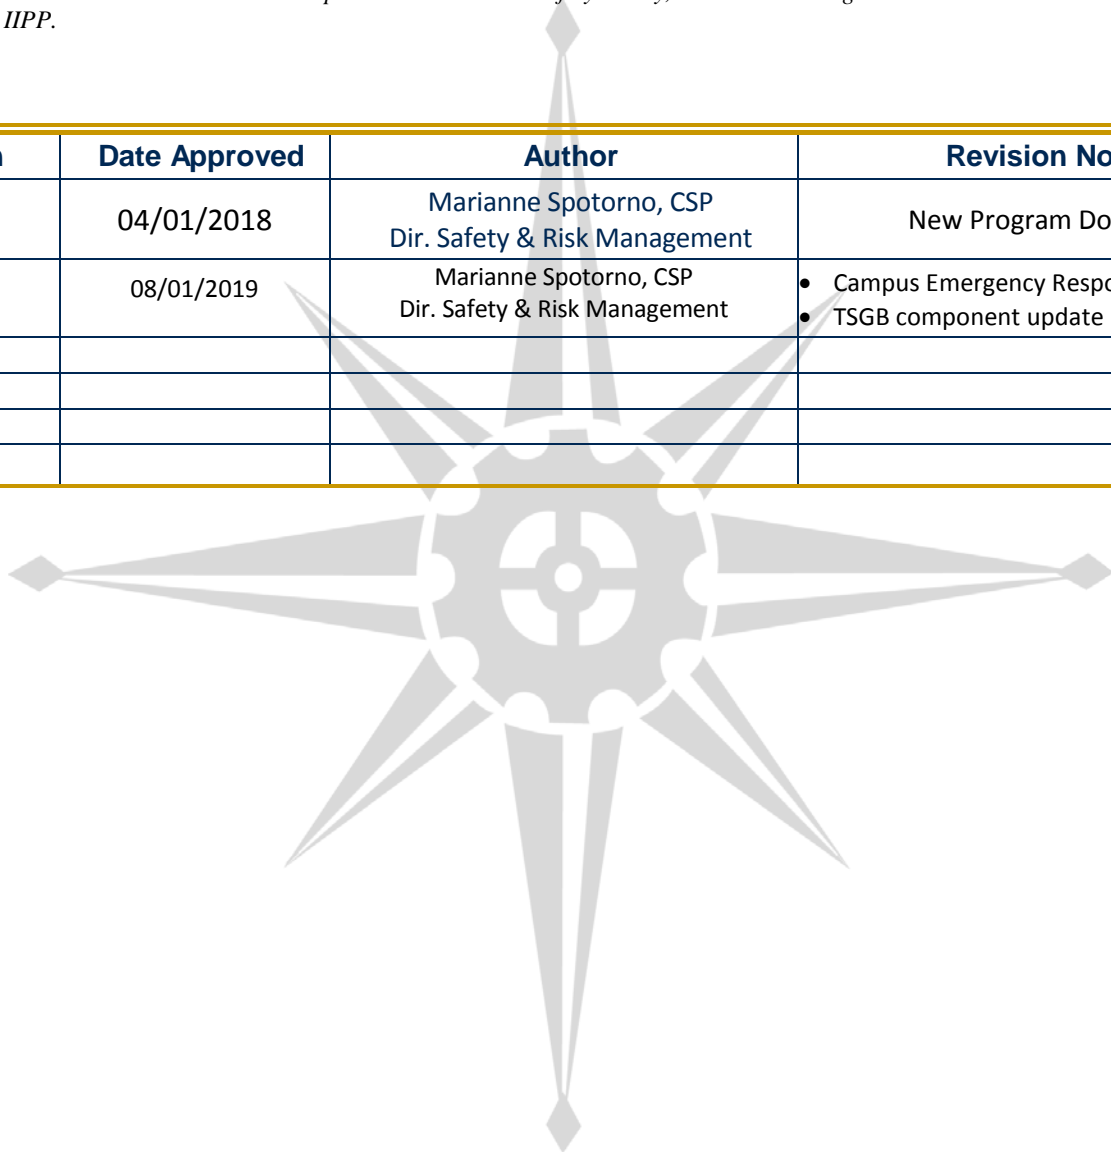 IIPP.
Date Approved Author Revision No
04/01/2018 Marianne Spotorno, CSP New Program Do
Dir. Safety & Risk Management
08/01/2019 Marianne Spotorno, CSP • Campus Emergency Respo
Dir. Safety & Risk Management • TSGB component update